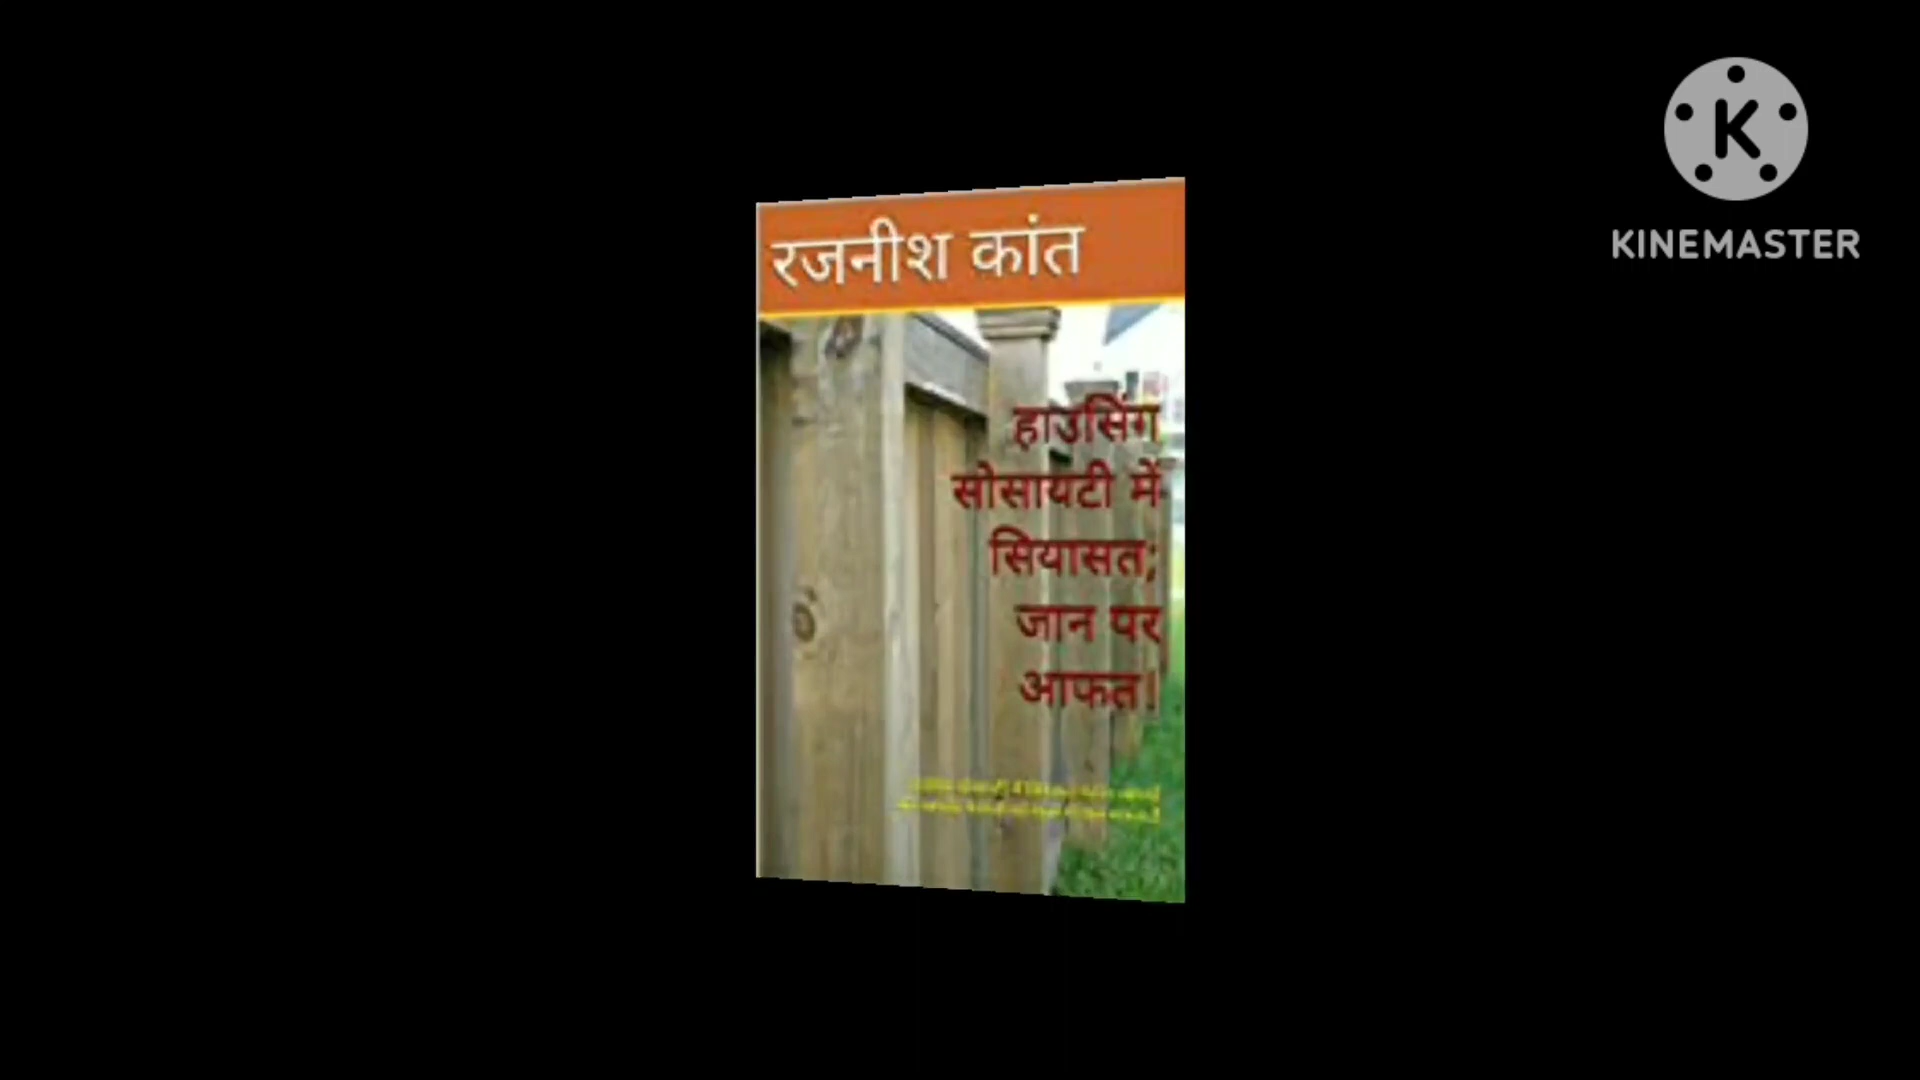 K
KINEMASTER
रजनीश कांत
हाउसिंग
सोसायटी में
सियासत;
जान पर
आफत!